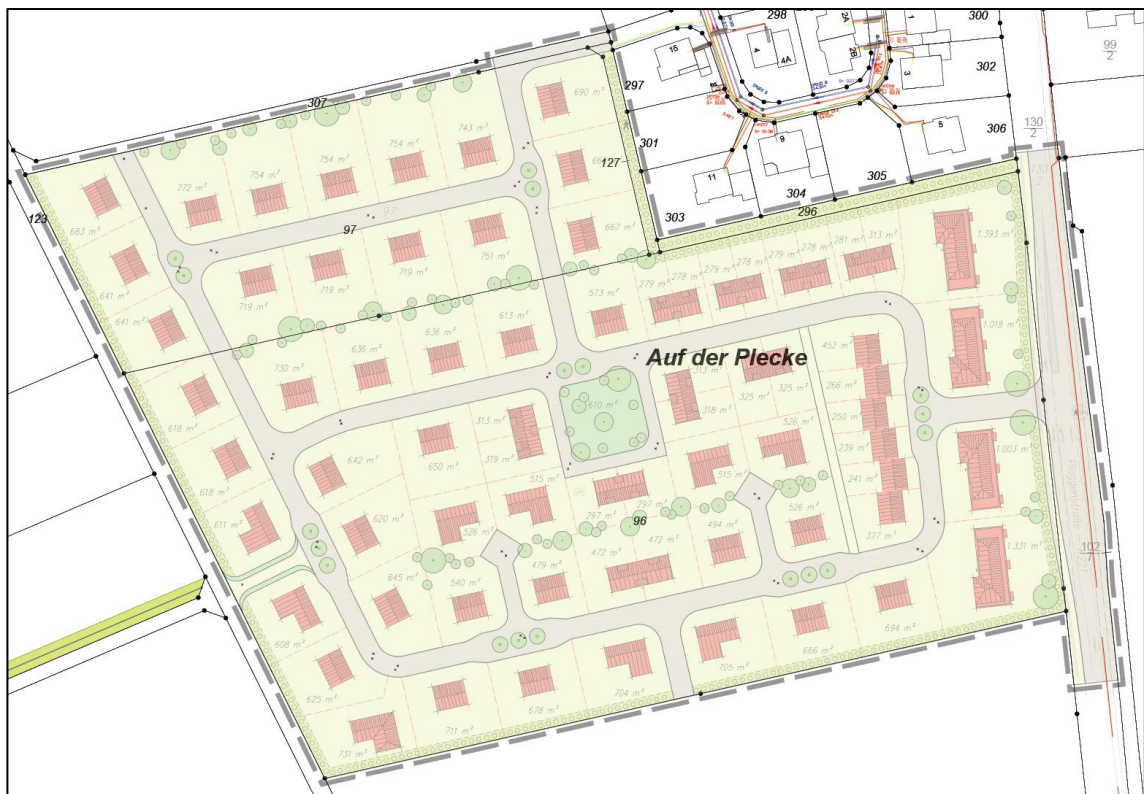 298
2A
1
300
99
2
15
4
4A
2B
3
302
297
690 m²
307
743 m²
754 m²
754 m²
772 m²
301
127
9
5
306
130
2
11
305
304
303
296
123
683 m²
97
97
667 m²
751 m²
719 m²
719 m²
719 m²
641 m²
641 m²
313 m²
281 m²
278 m²
279 m²
278 m²
279 m²
573 m²
1.393 m²
613 m²
636 m²
636 m²
730 m²
1.018 m²
Auf der Plecke
452 m²
313 m²
325 m²
325 m²
318 m²
266 m²
250 m²
610 m²
618 m²
618 m²
611 m²
642 m²
650 m²
313 m²
319 m²
526 m²
239 m²
241 m²
377 m²
1.003 m²
515 m²
515 m²
620 m²
526 m²
297 m²
297 m²
96
96
526 m²
494 m²
472 m²
472 m²
479 m²
540 m²
645 m²
102
7
1.331 m²
608 m²
625 m²
694 m²
666 m²
705 m²
704 m²
678 m²
711 m²
731 m²